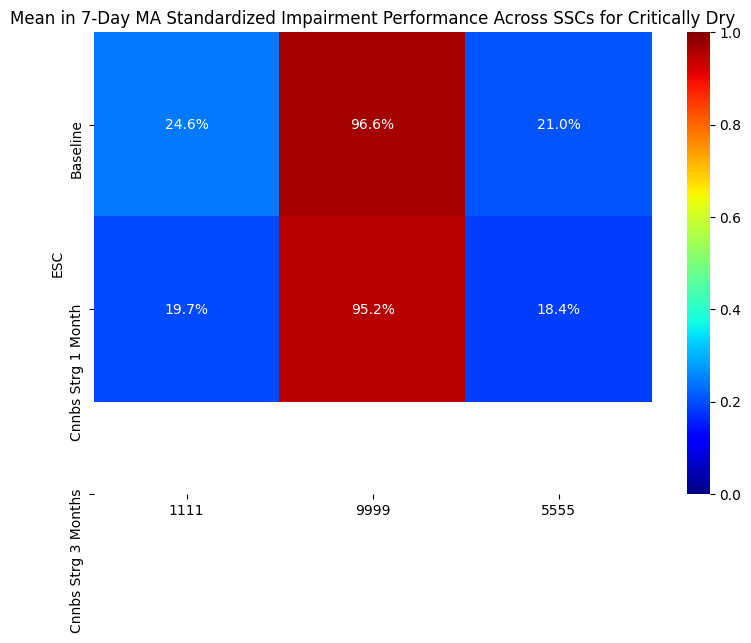 Mean in 7-Day MA Standardized Impairment Performance Across SSCs for Critically Dry
ESC
Baseline
Cnnbs Strg 1 Month
Cnnbs Strg 3 Months
24.6% 96.6% 21.0%
19.7% 95.2% 18.4%
1111 9999 5555
1.0
0.8
0.6
0.4
0.2
0.0